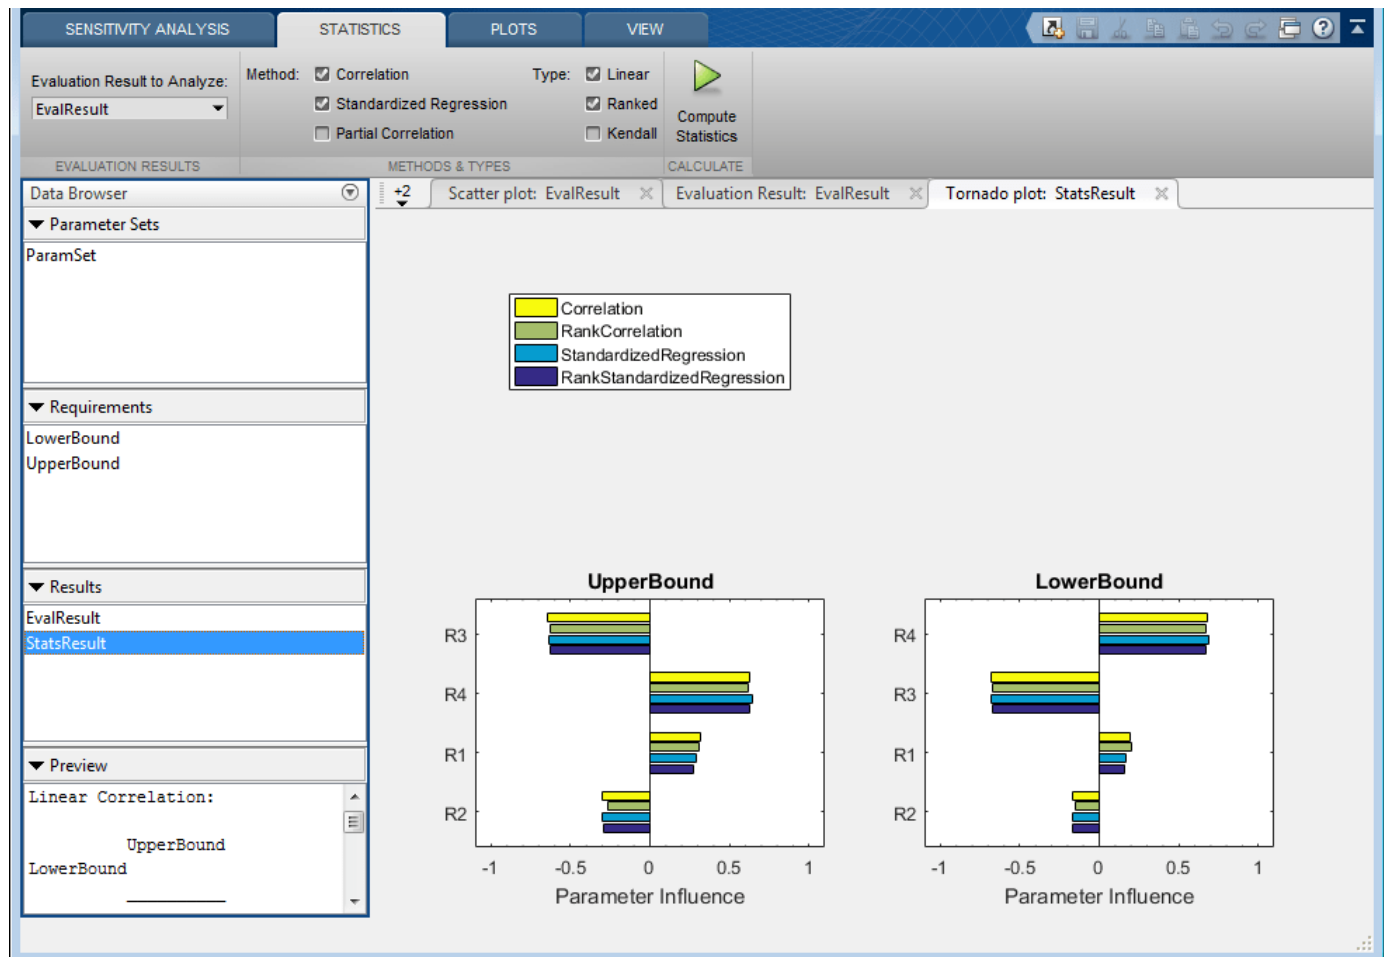 SENSITIVITY ANALYSIS STATISTICS PLOTS VIEW
Evaluation Result to Analyze: Method: Correlation Type: Linear
EvalResult Standardized Regression Ranked Compute
Partial Correlation Kendall Statistics
EVALUATION RESULTS METHODS & TYPES CALCULATE
Data Browser +2 Scatter plot: EvalResult Evaluation Result: EvalResult Tornado plot: StatsResult
Parameter Sets
ParamSet
Requirements
LowerBound
UpperBound
Results
EvalResult
StatsResult
Preview
Linear Correlation:
UpperBound
LowerBound
Correlation
RankCorrelation
StandardizedRegression
RankStandardizedRegression
UpperBound
R3
R4
R1
R2
-1 -0.5 0 0.5 1
Parameter Influence
LowerBound
R4
R3
R1
R2
-1 -0.5 0 0.5 1
Parameter Influence